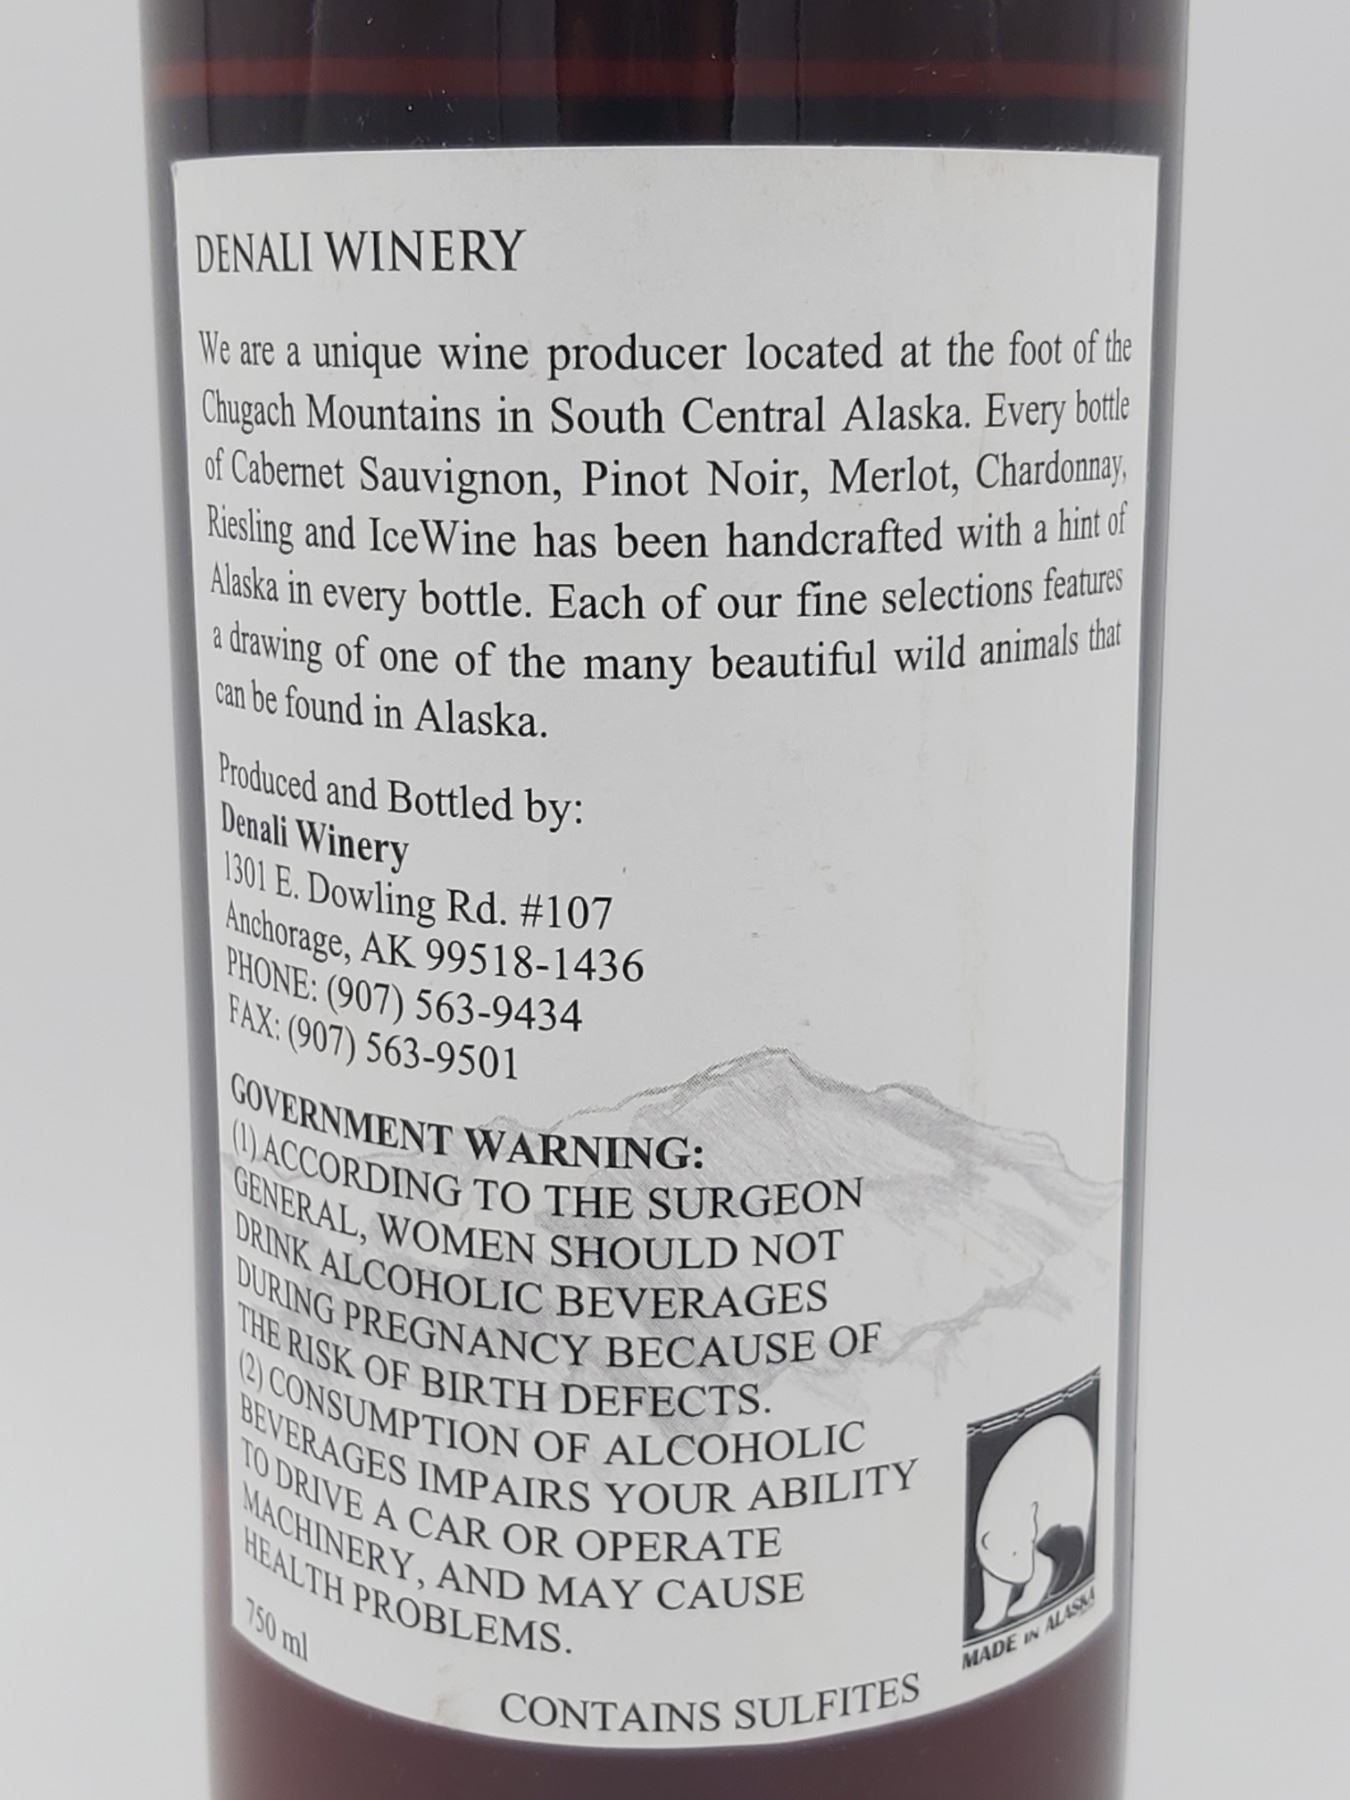 DENALI WINERY
We are a unique wine producer located at the foot of the
Chugach Mountains in South Central Alaska. Every bottle
of Cabernet Sauvignon, Pinot Noir, Merlot, Chardonnay,
Riesling and IceWine has been handcrafted with a hint of
Alaska in every bottle. Each of our fine selections features
a drawing of one of the many beautiful wild animals that
can be found in Alaska.
Produced and Bottled by:
Denali Winery
1301 E. Dowling Rd. #107
Anchorage, AK 99518-1436
PHONE: (907) 563-9434
FAX: (907) 563-9501
GOVERNMENT WARNING:
(1) ACCORDING TO THE SURGEON
GENERAL, WOMEN SHOULD NOT
DRINK ALCOHOLIC BEVERAGES
DURING PREGNANCY BECAUSE OF
THE RISK OF BIRTH DEFECTS.
(2) CONSUMPTION OF ALCOHOLIC
BEVERAGES IMPAIRS YOUR ABILITY
TO DRIVE A CAR OR OPERATE
MACHINERY, AND MAY CAUSE
HEALTH PROBLEMS.
750 ml
MADE IN ALASKA
CONTAINS SULFITES